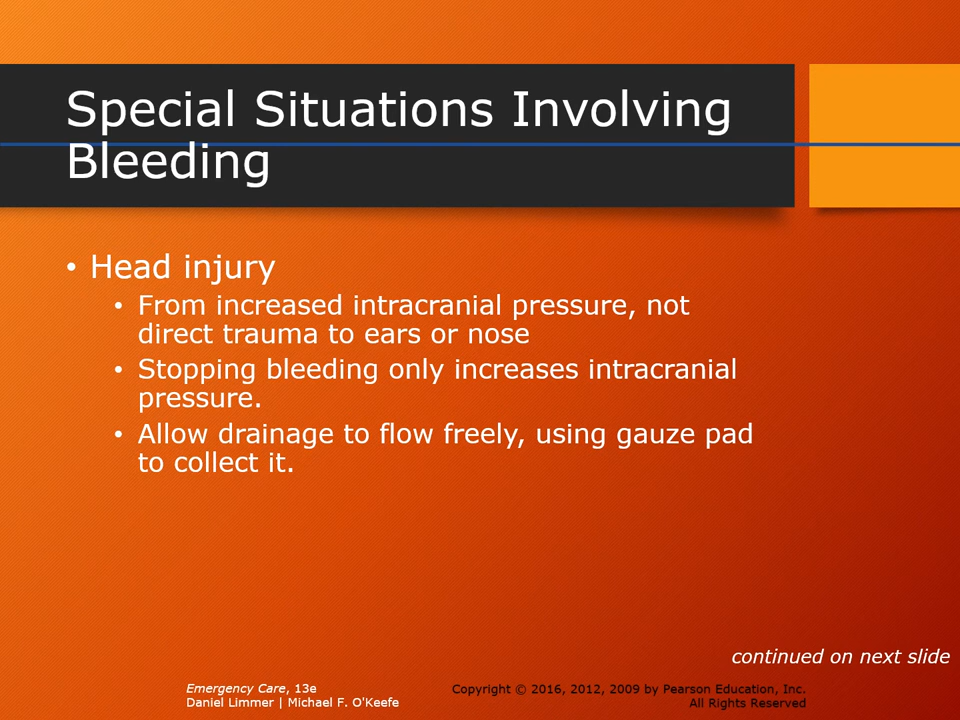 Special Situations Involving
Bleeding
• Head injury
• From increased intracranial pressure, not
direct trauma to ears or nose
• Stopping bleeding only increases intracranial
pressure.
• Allow drainage to flow freely, using gauze pad
to collect it.
continued on next slide
Emergency Care, 13e
Daniel Limmer | Michael F. O'Keefe
Copyright © 2016, 2012, 2009 by Pearson Education, Inc.
All Rights Reserved